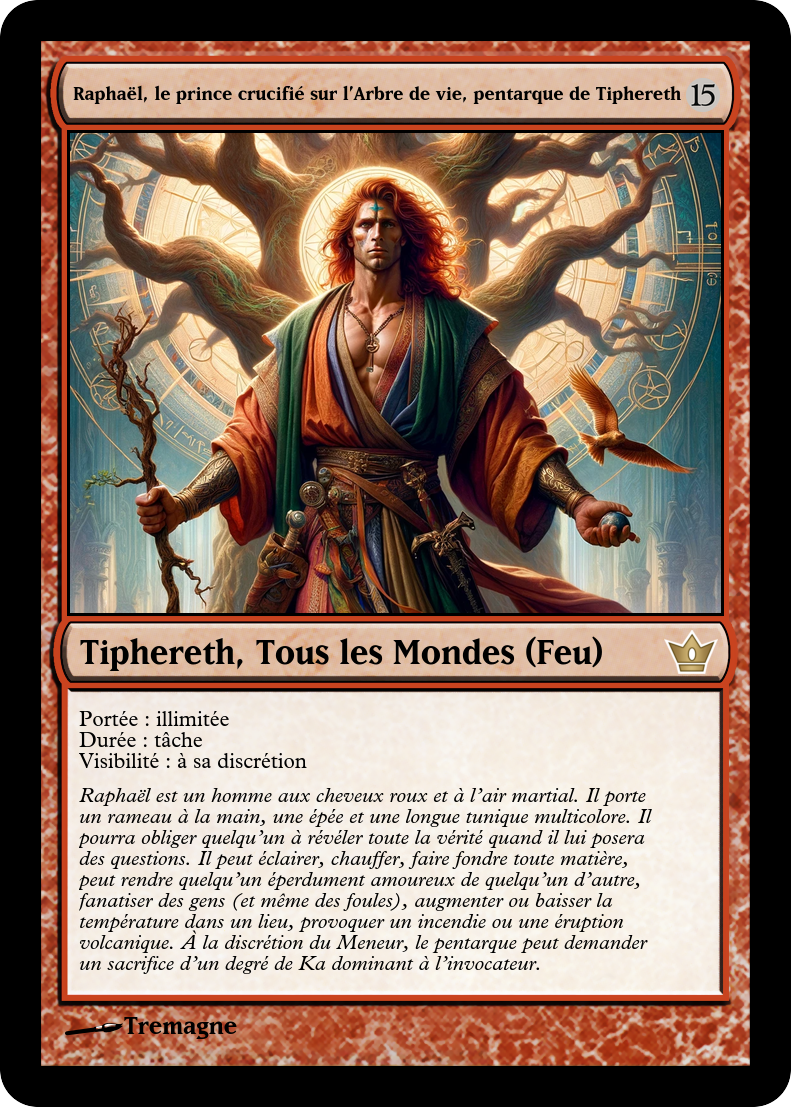 Raphaël, le prince crucifié sur l'Arbre de vie, pentarque de Tiphereth 15
Tiphereth, Tous les Mondes (Feu)
Portée : illimitée
Durée : tâche
Visibilité : à sa discrétion
Raphaël est un homme aux cheveux roux et à l'air martial. Il porte
un rameau à la main, une épée et une longue tunique multicolore. Il
pourra obliger quelqu'un à révéler toute la vérité quand il lui posera
des questions. Il peut éclairer, chauffer, faire fondre toute matière,
peut rendre quelqu'un éperdument amoureux de quelqu'un d'autre,
fanatiser des gens (et même des foules), augmenter ou baisser la
température dans un lieu, provoquer un incendie ou une éruption
volcanique. À la discrétion du Meneur, le pentarque peut demander
un sacrifice d'un degré de Ka dominant à l'invocateur.
Tremagne